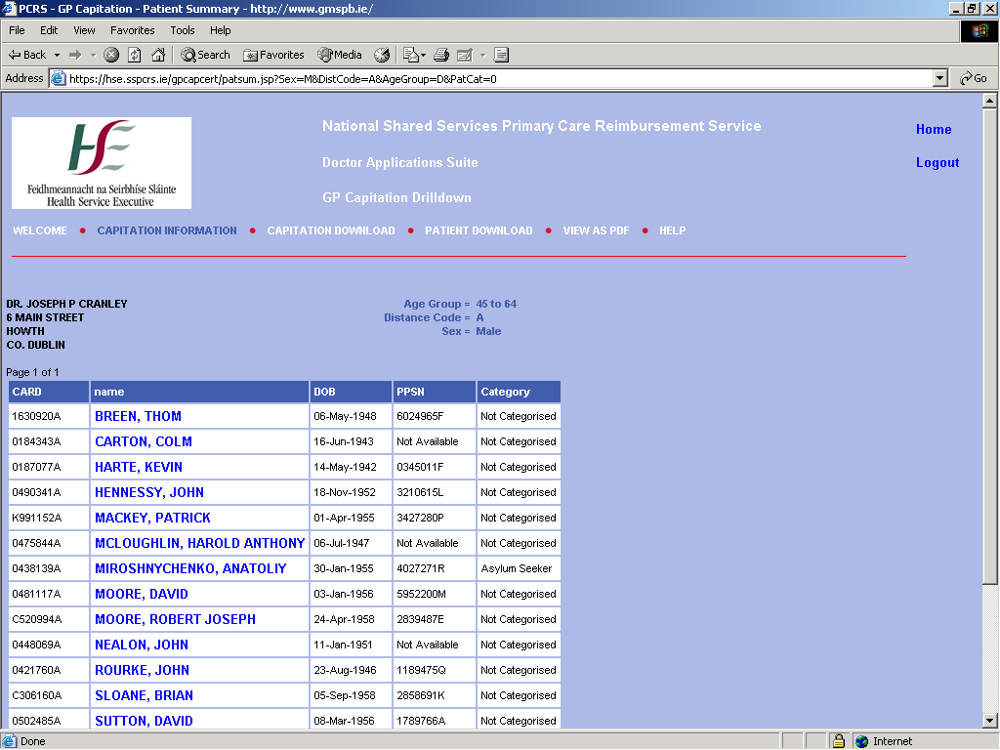 PCRS - GP Capitation - Patient Summary - http://www.gmspb.ie/
File Edit View Favorites Tools Help
Back Search Favorites Media
Address https://hse.sspcrs.ie/gpcapcert/patsum.jsp?Sex=M&DistCode=A&AgeGroup=D&PatCat=0 Go
National Shared Services Primary Care Reimbursement Service
Home
Doctor Applications Suite
Logout
HSE
Feidhmeannacht na Seirbhíse Sláinte
Health Service Executive
GP Capitation Drilldown
WELCOME • CAPITATION INFORMATION • CAPITATION DOWNLOAD • PATIENT DOWNLOAD • VIEW AS PDF • HELP
DR. JOSEPH P CRANLEY
6 MAIN STREET
HOWTH
CO. DUBLIN
Age Group = 45 to 64
Distance Code = A
Sex = Male
Page 1 of 1
CARD name DOB PPSN Category
1630920A BREEN, THOM 06-May-1948 6024965F Not Categorised
0184343A CARTON, COLM 16-Jun-1943 Not Available Not Categorised
0187077A HARTE, KEVIN 14-May-1942 0345011F Not Categorised
0490341A HENNESSY, JOHN 18-Nov-1952 3210615L Not Categorised
K991152A MACKEY, PATRICK 01-Apr-1955 3427280P Not Categorised
0475844A MCLOUGHLIN, HAROLD ANTHONY 06-Jul-1947 Not Available Not Categorised
0438139A MIROSHNYCHENKO, ANATOLIY 30-Jan-1955 4027271R Asylum Seeker
0481117A MOORE, DAVID 03-Jan-1956 5952200M Not Categorised
C520994A MOORE, ROBERT JOSEPH 24-Apr-1958 2839487E Not Categorised
0448069A NEALON, JOHN 11-Jan-1951 Not Available Not Categorised
0421760A ROURKE, JOHN 23-Aug-1946 1189475Q Not Categorised
C306160A SLOANE, BRIAN 05-Sep-1958 2858691K Not Categorised
0502485A SUTTON, DAVID 08-Mar-1956 1789766A Not Categorised
Done Internet